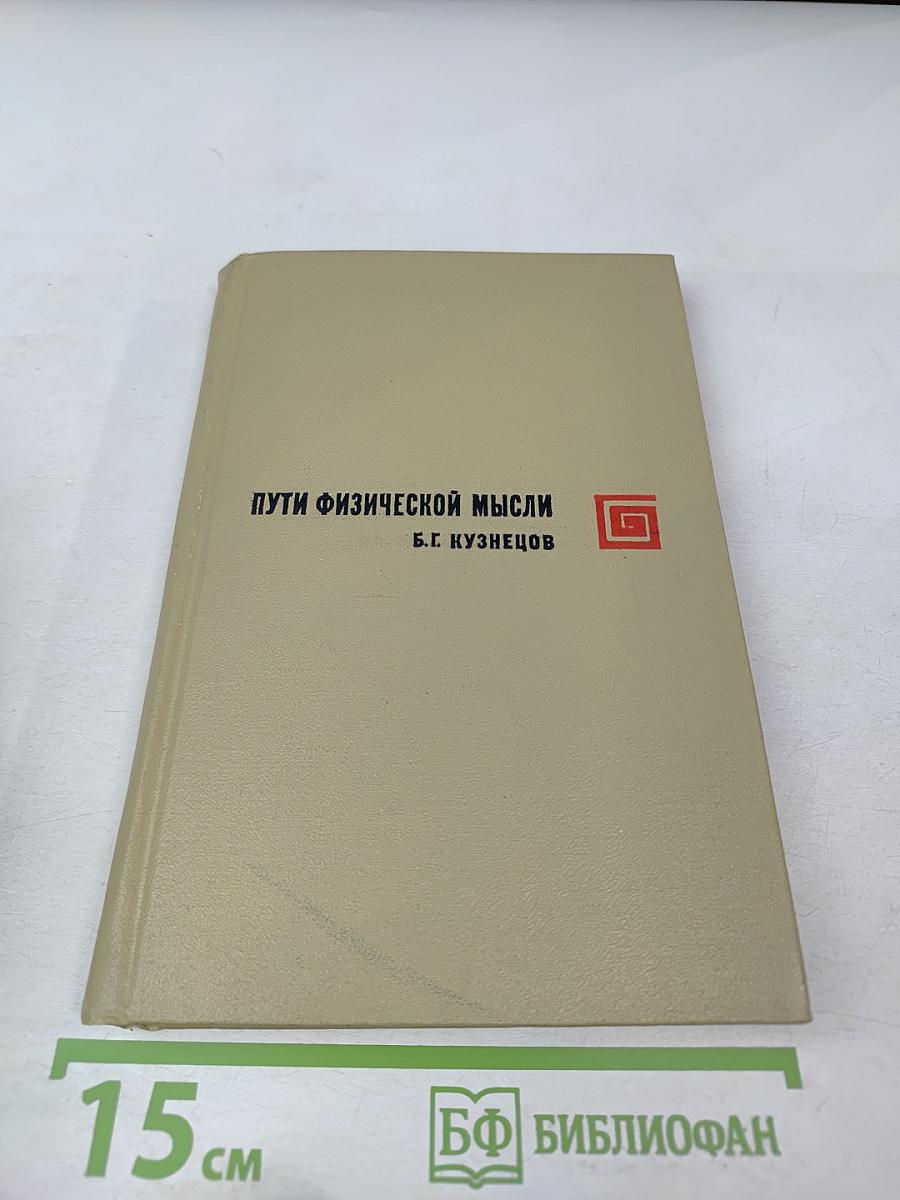 ПУТИ ФИЗИЧЕСКОЙ МЫСЛИ
Б.Г. КУЗНЕЦОВ
15 см
БФ БИБЛИОФАН